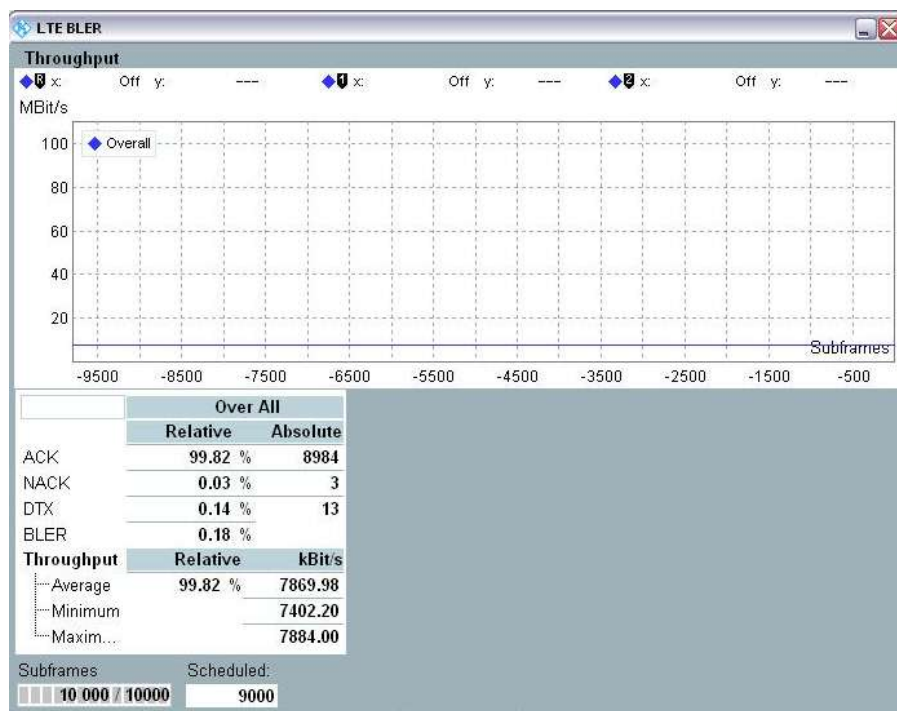 LTE BLER
Throughput
R x: Off y: --- 1 x: Off y: --- 2 x: Off y: ---
MBit/s
100
Overall
80
60
40
20
Subframes
-9500 -8500 -7500 -6500 -5500 -4500 -3500 -2500 -1500 -500
Over All
Relative Absolute
ACK 99.82 % 8984
NACK 0.03 % 3
DTX 0.14 % 13
BLER 0.18 %
Throughput Relative kBit/s
Average 99.82 % 7869.98
Minimum 7402.20
Maxim... 7884.00
Subframes Scheduled:
10 000 / 10000 9000